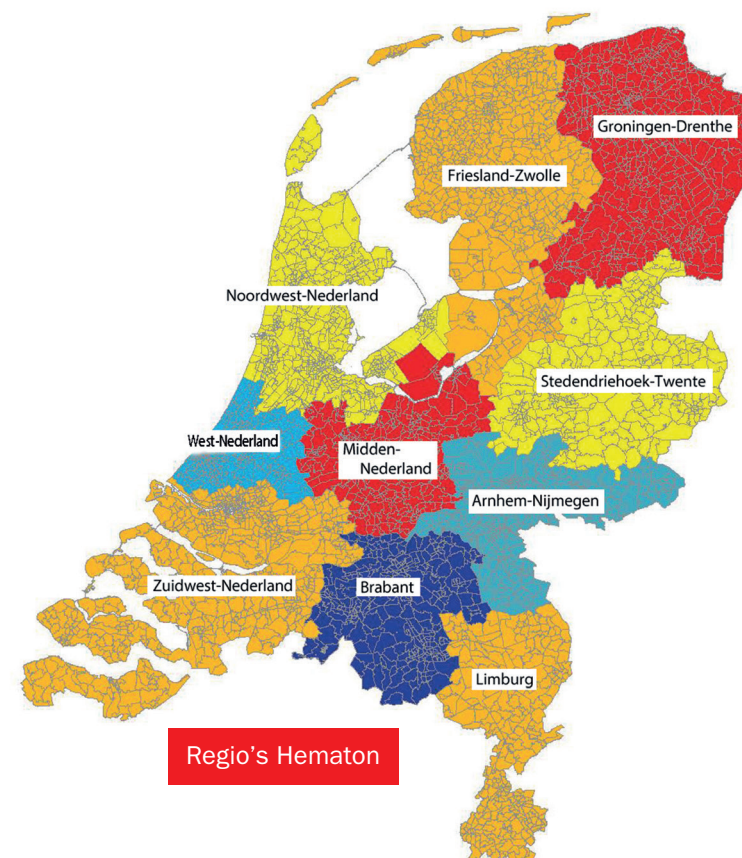 Groningen-Drenthe
Friesland-Zwolle
Noordwest-Nederland
Stedendriehoek-Twente
West-Nederland
Midden-
Nederland
Arnhem-Nijmegen
Zuidwest-Nederland
Brabant
Limburg
Regio’s Hematon